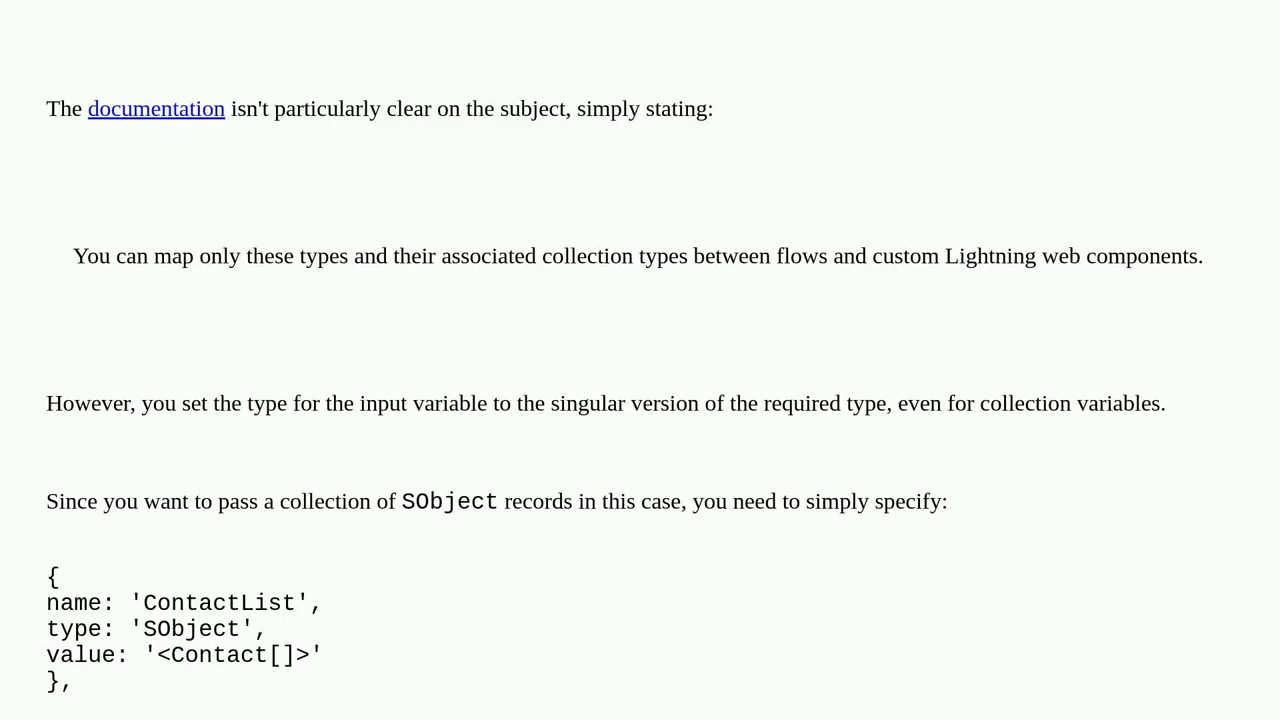 The documentation isn't particularly clear on the subject, simply stating:
You can map only these types and their associated collection types between flows and custom Lightning web components.
However, you set the type for the input variable to the singular version of the required type, even for collection variables.
Since you want to pass a collection of SObject records in this case, you need to simply specify:
{
name: 'ContactList',
type: 'SObject',
value: '<Contact[]>'
},